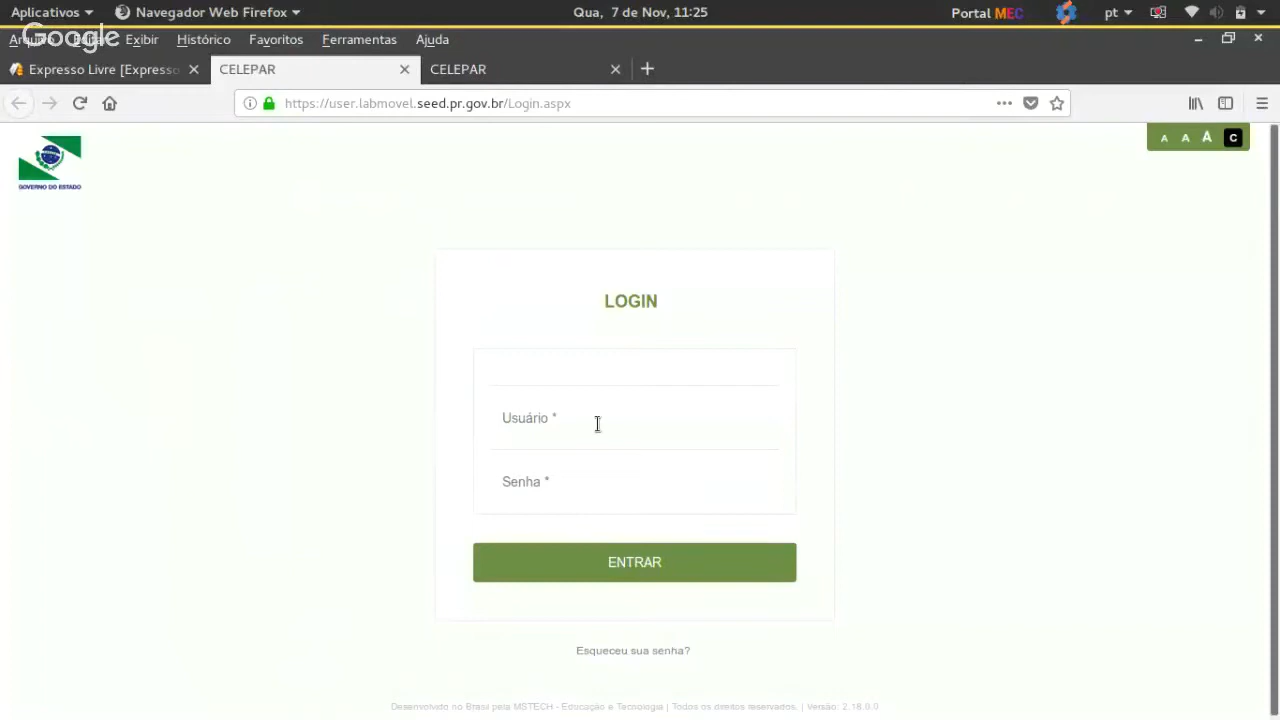 Aplicativos Navegador Web Firefox Qua, 7 de Nov, 11:25 Portal MEC pt
Google
Exibir Histórico Favoritos Ferramentas Ajuda
Expresso Livre [Expresso CELEPAR CELEPAR
https://user.labmovel.seed.pr.gov.br/Login.aspx
A A A C
GOVERNO DO ESTADO
LOGIN
Usuário *
Senha *
ENTRAR
Esqueceu sua senha?
Desenvolvido no Brasil pela MSTECH - Educação e Tecnologia | Todos os direitos reservados. | Versão: 2.18.0.0